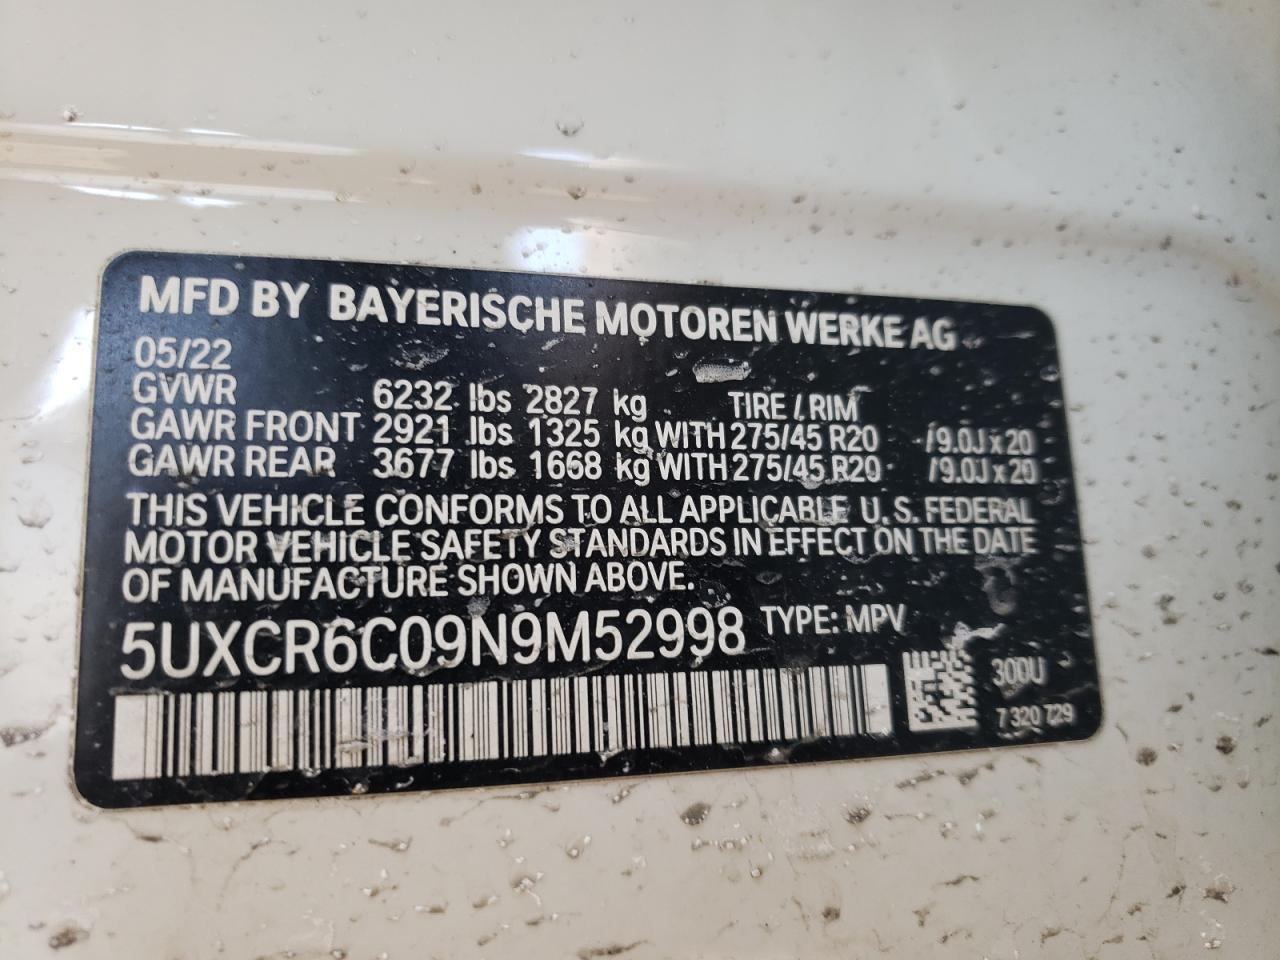 MFD BY BAYERISCHE MOTOREN WERKE AG
05/22
GVWR 6232 lbs 2827 kg TIRE / RIM
GAWR FRONT 2921 lbs 1325 kg WITH 275/45 R20 /9.0J x 20
GAWR REAR 3677 lbs 1668 kg WITH 275/45 R20 /9.0J x 20
THIS VEHICLE CONFORMS TO ALL APPLICABLE U.S. FEDERAL
MOTOR VEHICLE SAFETY STANDARDS IN EFFECT ON THE DATE
OF MANUFACTURE SHOWN ABOVE.
5UXCR6C09N9M52998 TYPE: MPV
300U
7 320 729